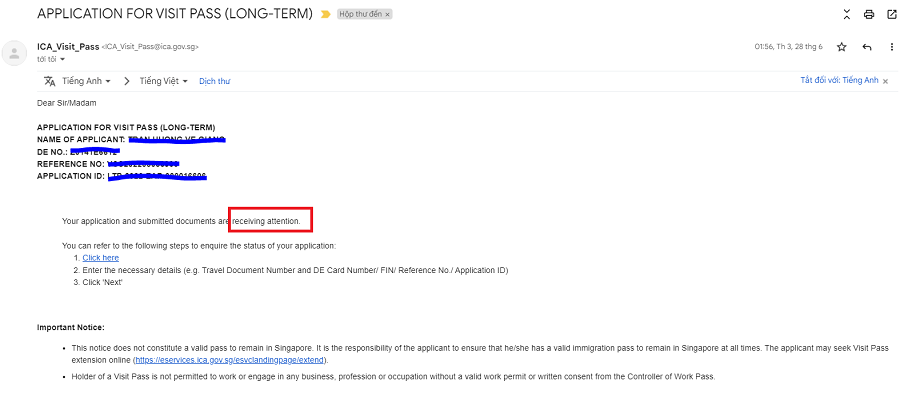 APPLICATION FOR VISIT PASS (LONG-TERM) Hộp thư đến ×
ICA_Visit_Pass <ICA_Visit_Pass@ica.gov.sg> 01:56, Th 3, 28 thg 6
tới tôi
Tiếng Anh Tiếng Việt Dịch thư Tắt đối với: Tiếng Anh ×
Dear Sir/Madam
APPLICATION FOR VISIT PASS (LONG-TERM)
NAME OF APPLICANT:
DE NO.:
REFERENCE NO:
APPLICATION ID:
Your application and submitted documents are receiving attention.
You can refer to the following steps to enquire the status of your application:
1. Click here
2. Enter the necessary details (e.g. Travel Document Number and DE Card Number/ FIN/ Reference No./ Application ID)
3. Click 'Next'
Important Notice:
• This notice does not constitute a valid pass to remain in Singapore. It is the responsibility of the applicant to ensure that he/she has a valid immigration pass to remain in Singapore at all times. The applicant may seek Visit Pass
extension online (https://eservices.ica.gov.sg/esvclandingpage/extend).
• Holder of a Visit Pass is not permitted to work or engage in any business, profession or occupation without a valid work permit or written consent from the Controller of Work Pass.